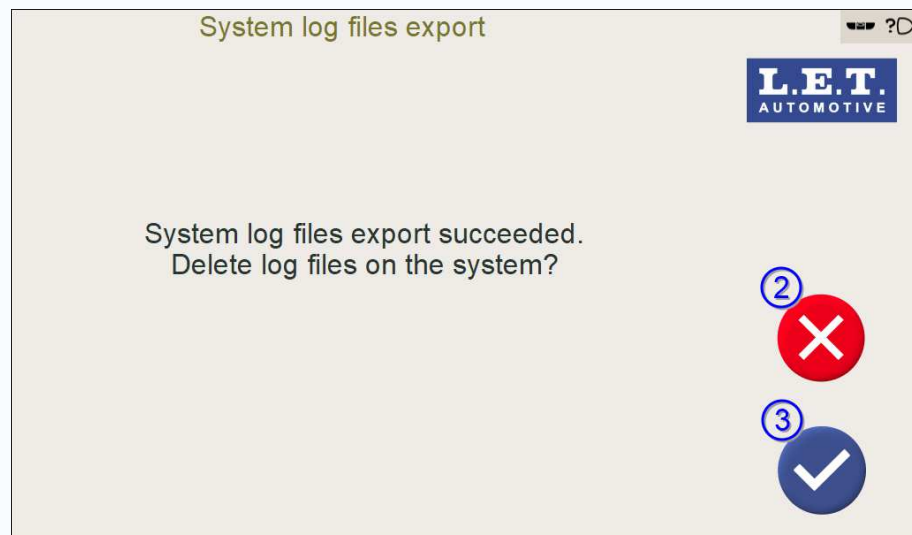 System log files export
?
L.E.T.
AUTOMOTIVE
System log files export succeeded.
Delete log files on the system?
2
3